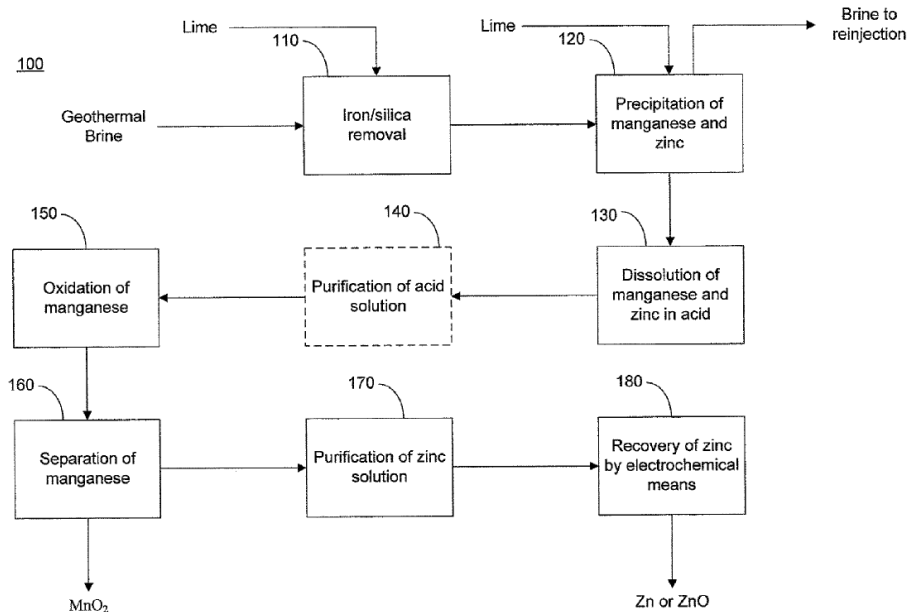 Lime
110
Lime
120
Brine to
reinjection
100
Geothermal
Brine
Iron/silica
removal
Precipitation of
manganese and
zinc
150
140
130
Oxidation of
manganese
Purification of acid
solution
Dissolution of
manganese and
zinc in acid
160
170
180
Separation of
manganese
Purification of zinc
solution
Recovery of zinc
by electrochemical
means
MnO₂
Zn or ZnO